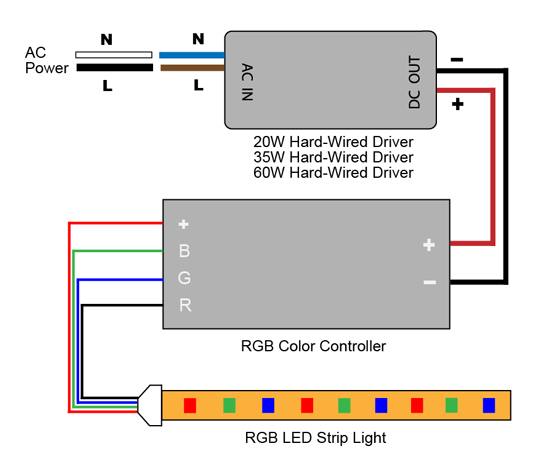 N
N
AC
Power
L
L
AC IN
DC OUT
−
+
20W Hard-Wired Driver
35W Hard-Wired Driver
60W Hard-Wired Driver
+
B
G
R
+
−
RGB Color Controller
RGB LED Strip Light